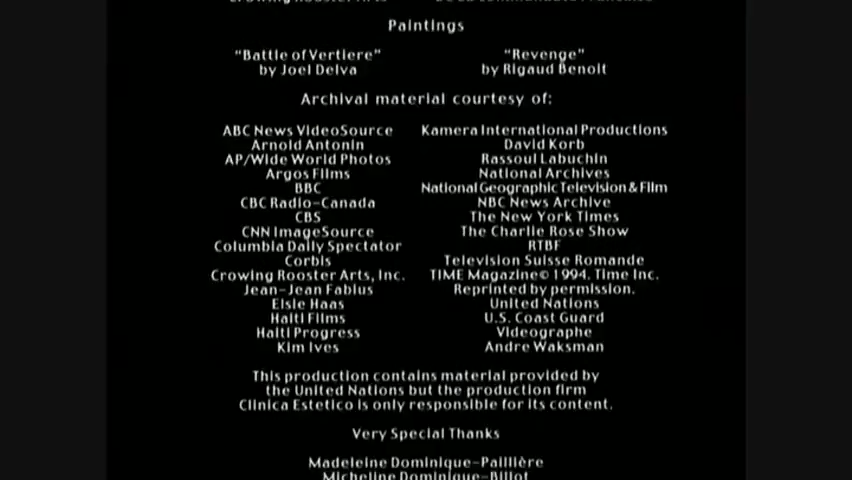 Paintings
"Battle of Vertiere" "Revenge"
by Joel Delva by Rigaud Benoit
Archival material courtesy of:
ABC News VideoSource Kamera International Productions
Arnold Antonin David Korb
AP/Wide World Photos Rassoul Labuchin
Argos Films National Archives
BBC National Geographic Television & Film
CBC Radio-Canada NBC News Archive
CBS The New York Times
CNN ImageSource The Charlie Rose Show
Columbia Daily Spectator RTBF
Corbis Television Suisse Romande
Crowing Rooster Arts, Inc. TIME Magazine© 1994, Time Inc.
Jean-Jean Fabius Reprinted by permission.
Elsie Haas United Nations
Haiti Films U.S. Coast Guard
Haiti Progress Videographe
Kim Ives Andre Waksman
This production contains material provided by
the United Nations but the production firm
Clinica Estetico is only responsible for its content.
Very Special Thanks
Madeleine Dominique-Paillière
Micheline Dominique-Billot